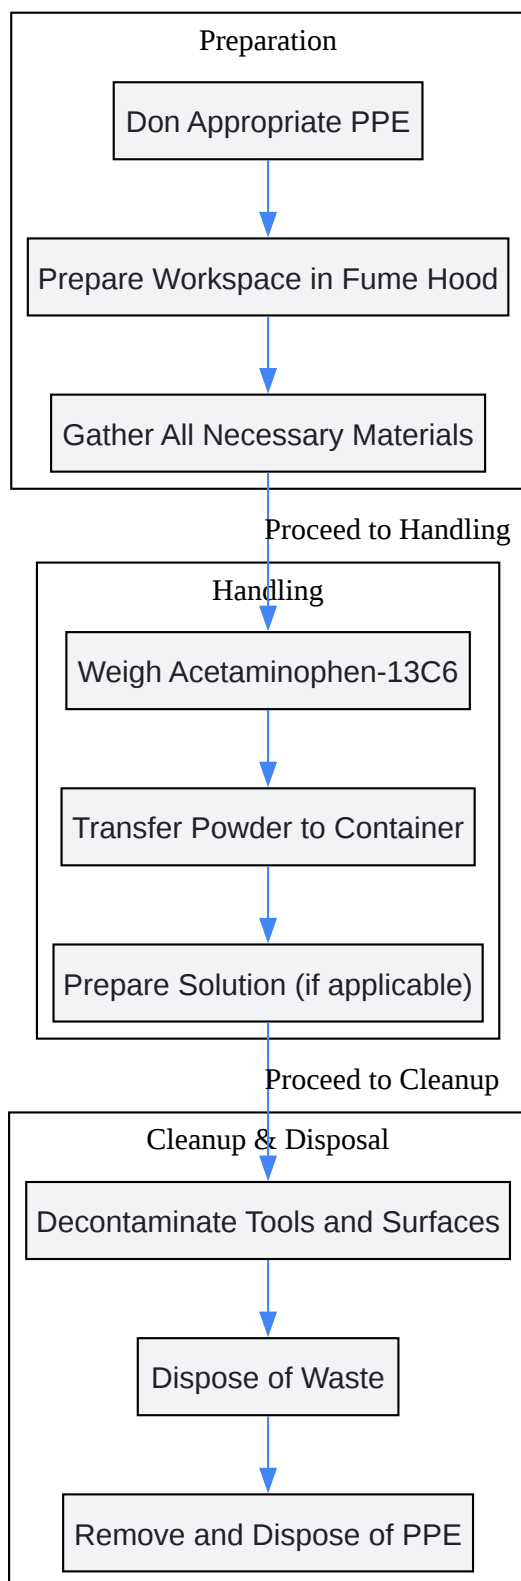 Preparation
Don Appropriate PPE
Prepare Workspace in Fume Hood
Gather All Necessary Materials
Proceed to Handling
Handling
Weigh Acetaminophen-13C6
Transfer Powder to Container
Prepare Solution (if applicable)
Proceed to Cleanup
Cleanup & Disposal
Decontaminate Tools and Surfaces
Dispose of Waste
Remove and Dispose of PPE